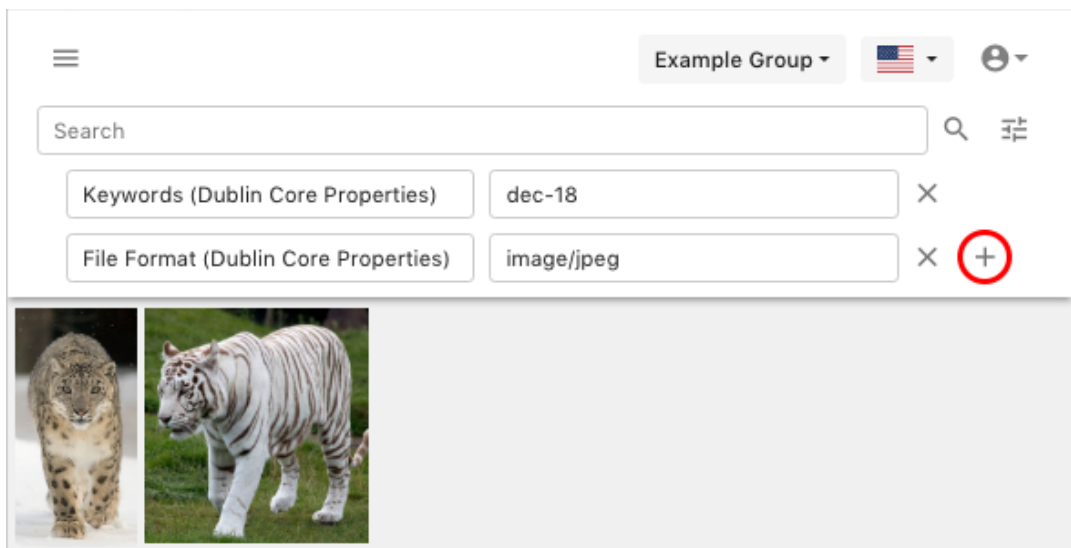 Example Group
Search
Keywords (Dublin Core Properties) dec-18
File Format (Dublin Core Properties) image/jpeg